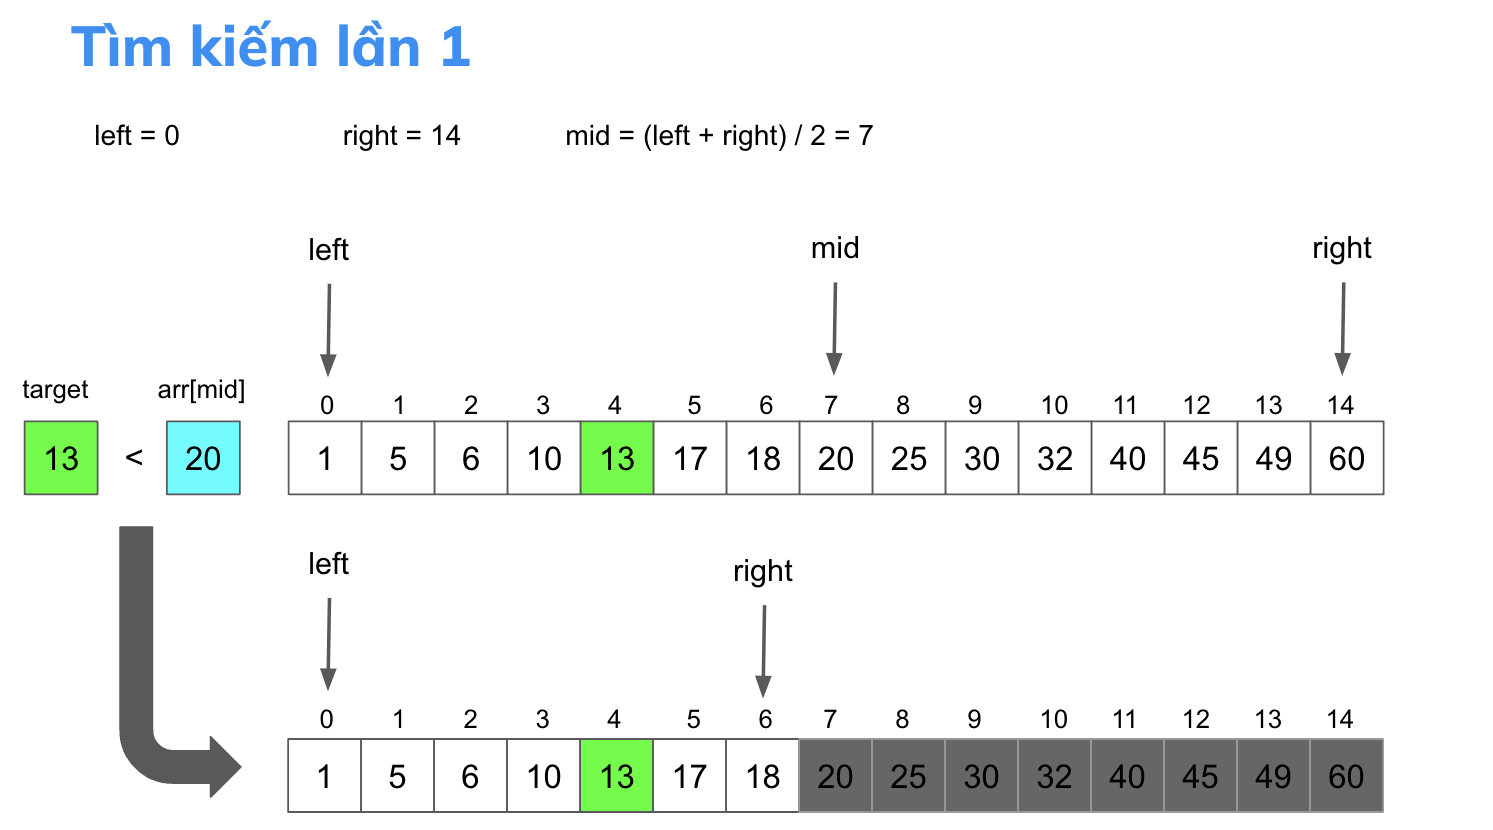 Tìm kiếm lần 1
left = 0 right = 14 mid = (left + right) / 2 = 7
left mid right
target arr[mid] 0 1 2 3 4 5 6 7 8 9 10 11 12 13 14
13 < 20 1 5 6 10 13 17 18 20 25 30 32 40 45 49 60
left right
0 1 2 3 4 5 6 7 8 9 10 11 12 13 14
1 5 6 10 13 17 18 20 25 30 32 40 45 49 60